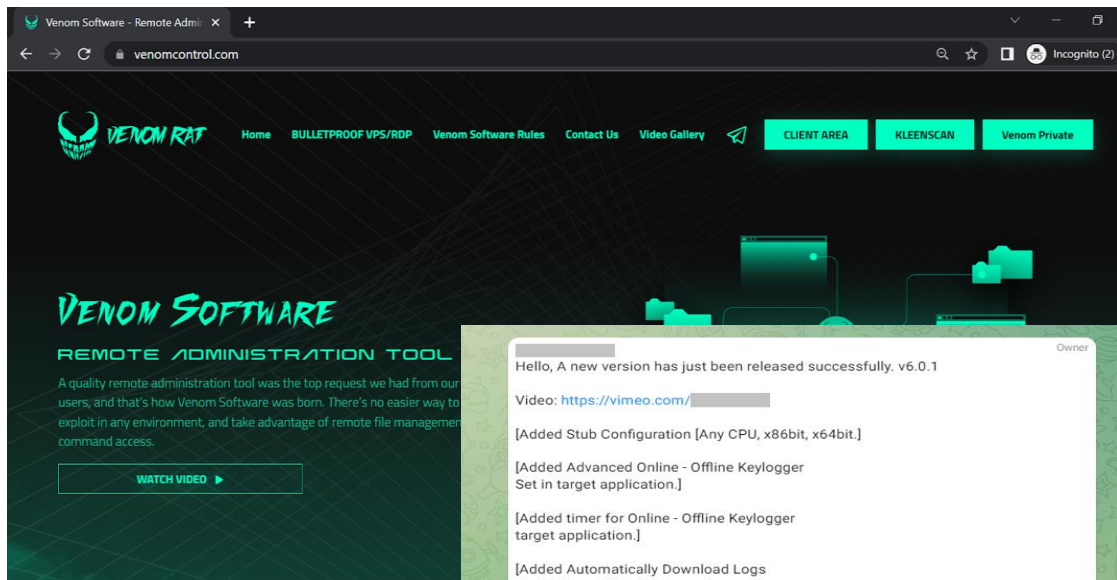 Venom Software - Remote Admi
venomcontrol.com
Incognito (2)
VENOM RAT
Home
BULLETPROOF VPS/RDP
Venom Software Rules
Contact Us
Video Gallery
CLIENT AREA
KLEENSCAN
Venom Private
VENOM SOFTWARE
REMOTE ADMINISTRATION TOOL
A quality remote administration tool was the top request we had from our
users, and that's how Venom Software was born. There's no easier way to
exploit in any environment, and take advantage of remote file managemen
command access.
WATCH VIDEO
Owner
Hello, A new version has just been released successfully. v6.0.1
Video: https://vimeo.com/
[Added Stub Configuration [Any CPU, x86bit, x64bit.]
[Added Advanced Online - Offline Keylogger
Set in target application.]
[Added timer for Online - Offline Keylogger
target application.]
[Added Automatically Download Logs